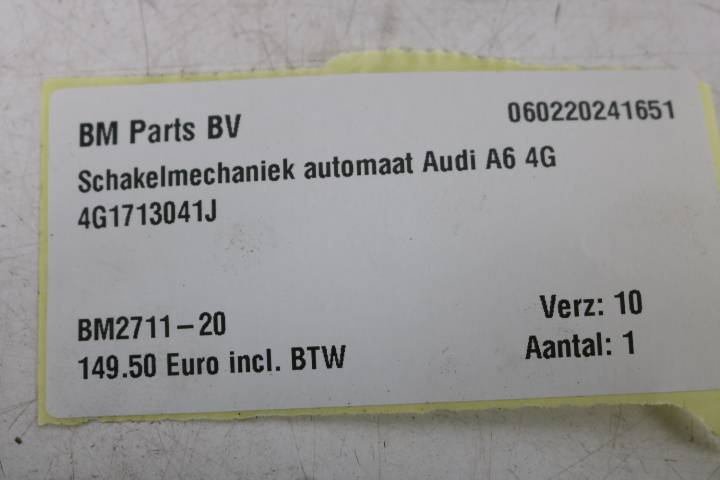 BM Parts BV
060220241651
Schakelmechaniek automaat Audi A6 4G
4G1713041J
BM2711-20
Verz: 10
149.50 Euro incl. BTW
Aantal: 1